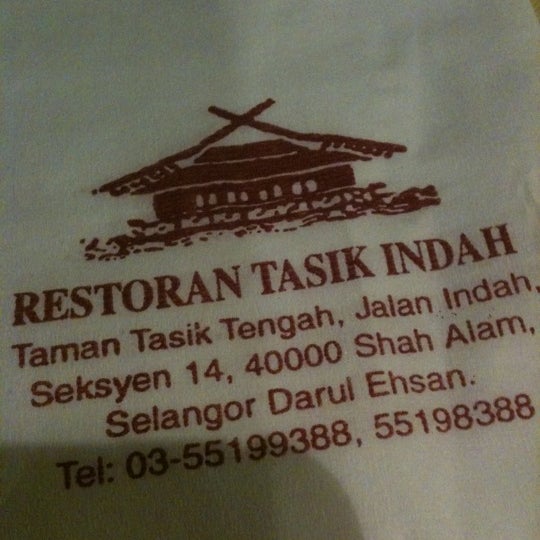 RESTORAN TASIK INDAH
Taman Tasik Tengah, Jalan Indah,
Seksyen 14, 40000 Shah Alam,
Selangor Darul Ehsan.
Tel: 03-55199388, 55198388